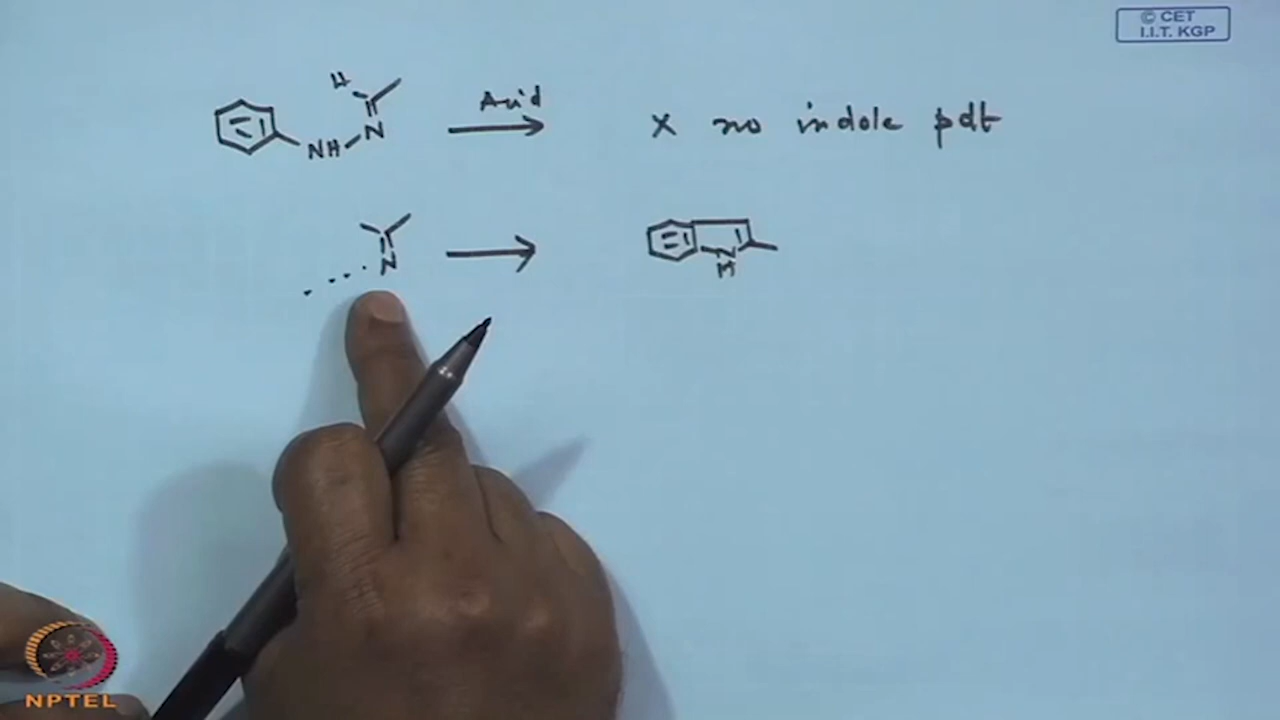 © CET
I.I.T. KGP
H
Acid
N
NH
x no indole pdt
N
N
H
NPTEL